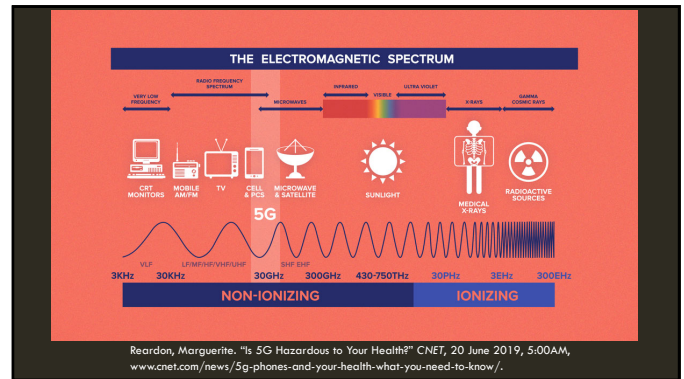 THE ELECTROMAGNETIC SPECTRUM
VERY LOW
FREQUENCY
RADIO FREQUENCY
SPECTRUM
MICROWAVES
INFRARED
VISIBLE
ULTRA VIOLET
X-RAYS
GAMMA
COSMIC RAYS
CRT
MONITORS
MOBILE
AM/FM
TV
CELL
& PCS
MICROWAVE
& SATELLITE
SUNLIGHT
MEDICAL
X-RAYS
RADIOACTIVE
SOURCES
5G
VLF
LF/MF/HF/VHF/UHF
SHF EHF
3KHz 30KHz 30GHz 300GHz 430-750THz 30PHz 3EHz 300EHz
NON-IONIZING IONIZING
Reardon, Marguerite. “Is 5G Hazardous to Your Health?” CNET, 20 June 2019, 5:00AM,
www.cnet.com/news/5g-phones-and-your-health-what-you-need-to-know/.